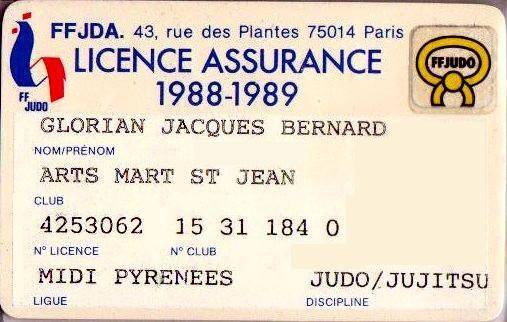 FFJDA. 43, rue des Plantes 75014 Paris
LICENCE ASSURANCE
1988-1989
FF
JUDO
FFJUDO
GLORIAN JACQUES BERNARD
NOM/PRÉNOM
ARTS MART ST JEAN
CLUB
4253062 15 31 184 0
N° LICENCE N° CLUB
MIDI PYRENEES JUDO/JUJITSU
LIGUE DISCIPLINE